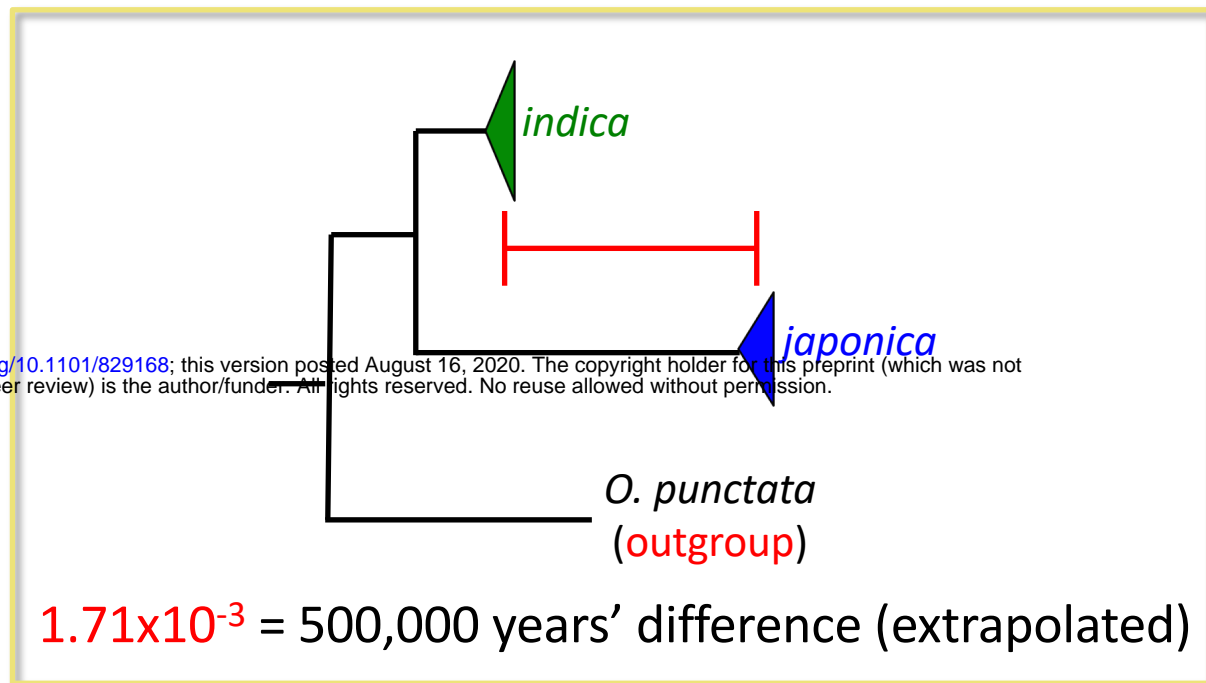 indica
japonica
g/10.1101/829168; this version posted August 16, 2020. The copyright holder for this preprint (which was not
er review) is the author/funder. All rights reserved. No reuse allowed without permission.
O. punctata
(outgroup)
1.71x10⁻³ = 500,000 years’ difference (extrapolated)